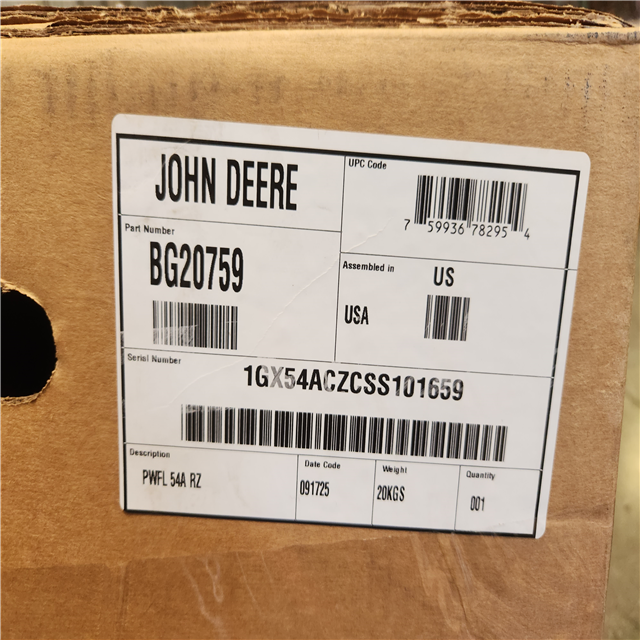 JOHN DEERE
UPC Code
7 59936 78295 4
Part Number
BG20759
Assembled in
US
USA
Serial Number
1GX54ACZCSS101659
Description
PWFL 54A RZ
Date Code
091725
Weight
20KGS
Quantity
001